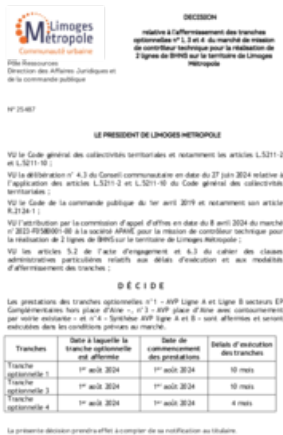 Limoges
Métropole
Communauté urbaine
Pôle Ressources
Direction des Affaires Juridiques et
de la commande publique
DECISION
relative à l'affermissement des tranches
optionnelles n° 1, 3 et 4 du marché de mission
de contrôleur technique pour la réalisation de
2 lignes de BHNS sur le territoire de Limoges
Métropole
N° 25487
LE PRESIDENT DE LIMOGES METROPOLE
VU le Code général des collectivités territoriales et notamment les articles L.5211-2
et L.5211-10 ;
VU la délibération n° 4.3 du Conseil communautaire en date du 27 juin 2024 relative à
l'application des articles L.5211-2 et L.5211-10 du Code général des collectivités
territoriales ;
VU le Code de la commande publique du 1er avril 2019 et notamment son article
R.2124-1 ;
VU l'attribution par la commission d'appel d'offres en date du 8 avril 2024 du marché
à la société APAVE pour la mission de contrôleur technique pour
la réalisation de 2 lignes de BHNS sur le territoire de Limoges Métropole ;
VU les articles 5.2 de l'acte d'engagement et 6.3 du cahier des clauses
administratives particulières relatifs aux délais d'exécution et aux modalités
d'affermissement des tranches ;
D É C I D E
Les prestations des tranches optionnelles n°1 - AVP Ligne A et Ligne B secteurs EP
Complémentaires hors place d'Aine -, n°3 - AVP place d'Aine avec contournement
par voirie existante - et n°4 - Synthèse AVP ligne A et B - sont affermies et seront
exécutées dans les conditions prévues au marché.
Tranches
Date à laquelle la
tranche optionnelle
est affermie
Date de
commencement
des prestations
Délais d'exécution
des tranches
Tranche
optionnelle 1
1er août 2024
1er août 2024
10 mois
Tranche
optionnelle 3
1er août 2024
1er août 2024
10 mois
Tranche
optionnelle 4
1er août 2024
1er août 2024
4 mois
La présente décision prendra effet à compter de sa notification au titulaire.